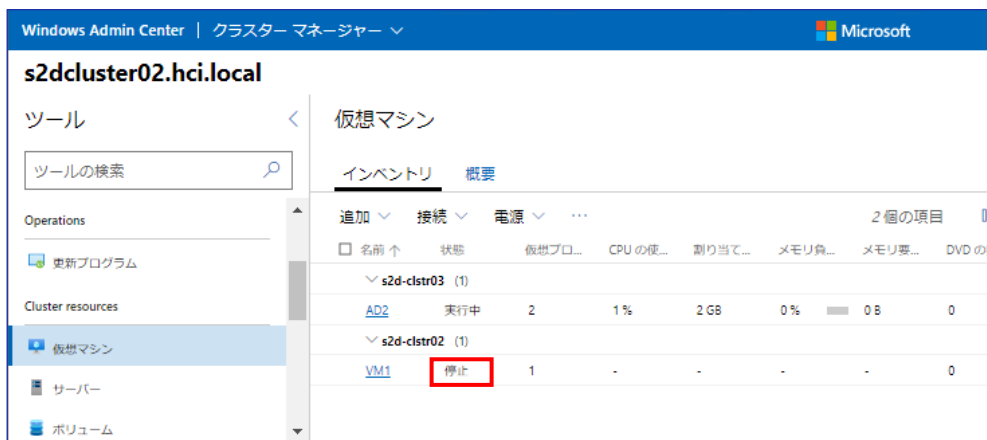 Windows Admin Center | クラスター マネージャー
Microsoft
s2dcluster02.hci.local
ツール
仮想マシン
ツールの検索
インベントリ 概要
Operations
追加 接続 電源 ... 2個の項目
更新プログラム
名前 状態 仮想プロ... CPU の使... 割り当て... メモリ負... メモリ要... DVD の
s2d-clstr03 (1)
Cluster resources
AD2 実行中 2 1 % 2 GB 0 % 0 B 0
s2d-clstr02 (1)
仮想マシン
VM1 停止 1 - - - - 0
サーバー
ボリューム